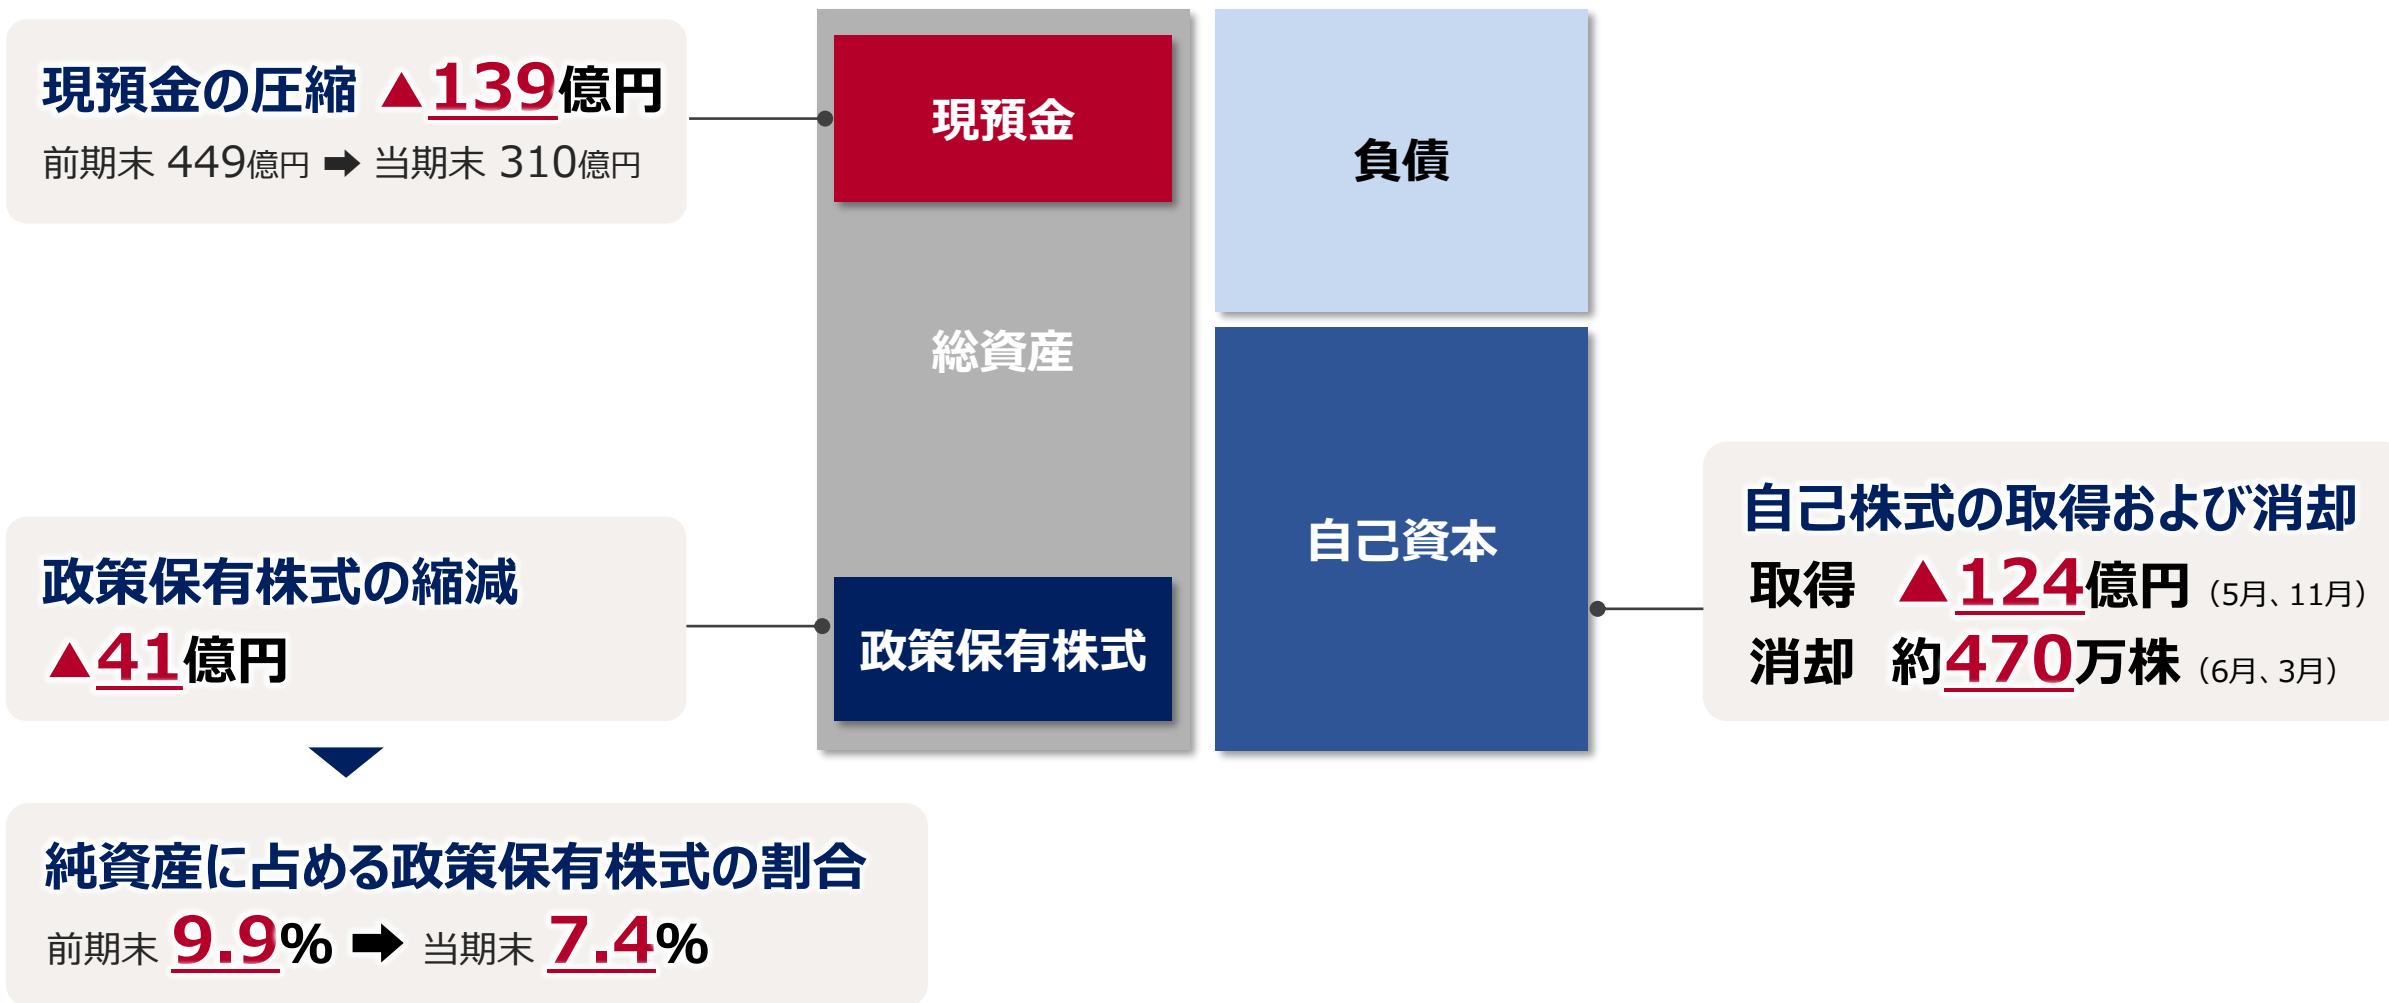 現預金の圧縮 ▲139億円
前期末 449億円 ➡ 当期末 310億円
現預金
総資産
政策保有株式
負債
自己資本
政策保有株式の縮減
▲41億円
純資産に占める政策保有株式の割合
前期末 9.9% ➡ 当期末 7.4%
自己株式の取得および消却
取得 ▲124億円（5月、11月）
消却 約470万株（6月、3月）